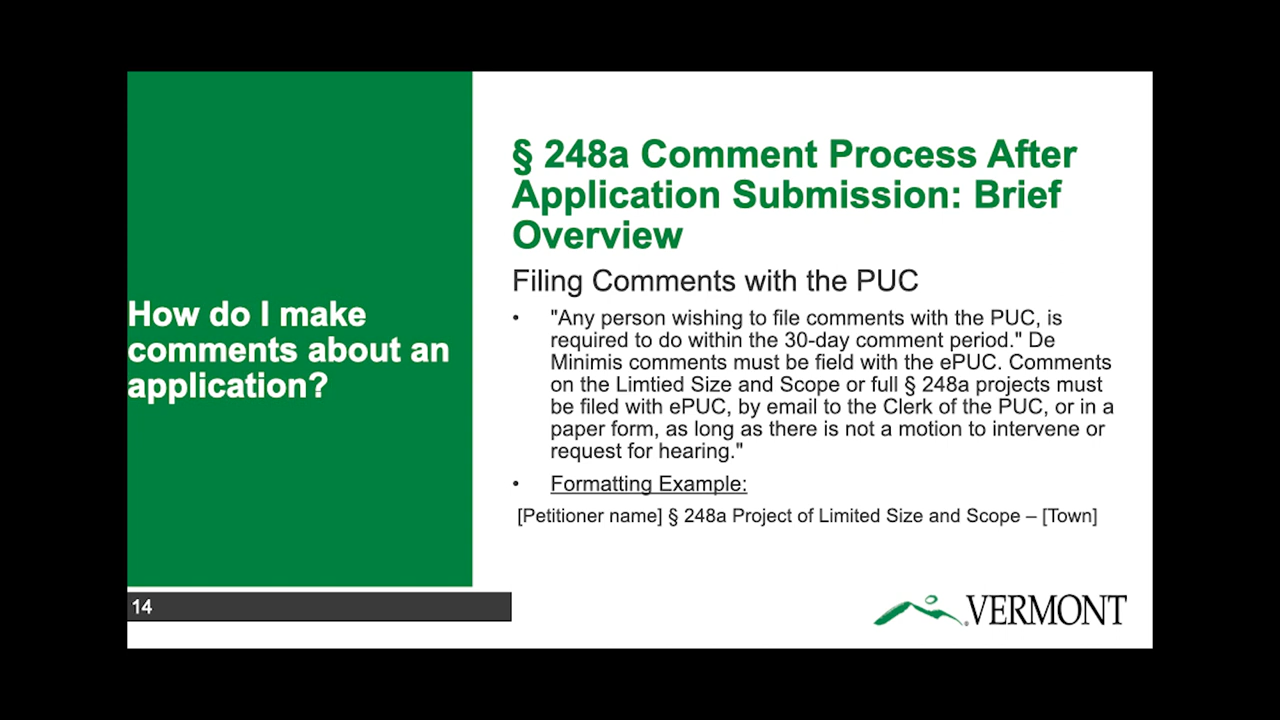 How do I make
comments about an
application?
14
§ 248a Comment Process After
Application Submission: Brief
Overview
Filing Comments with the PUC
• "Any person wishing to file comments with the PUC, is
required to do within the 30-day comment period." De
Minimis comments must be field with the ePUC. Comments
on the Limtied Size and Scope or full § 248a projects must
be filed with ePUC, by email to the Clerk of the PUC, or in a
paper form, as long as there is not a motion to intervene or
request for hearing."
• Formatting Example:
[Petitioner name] § 248a Project of Limited Size and Scope – [Town]
VERMONT